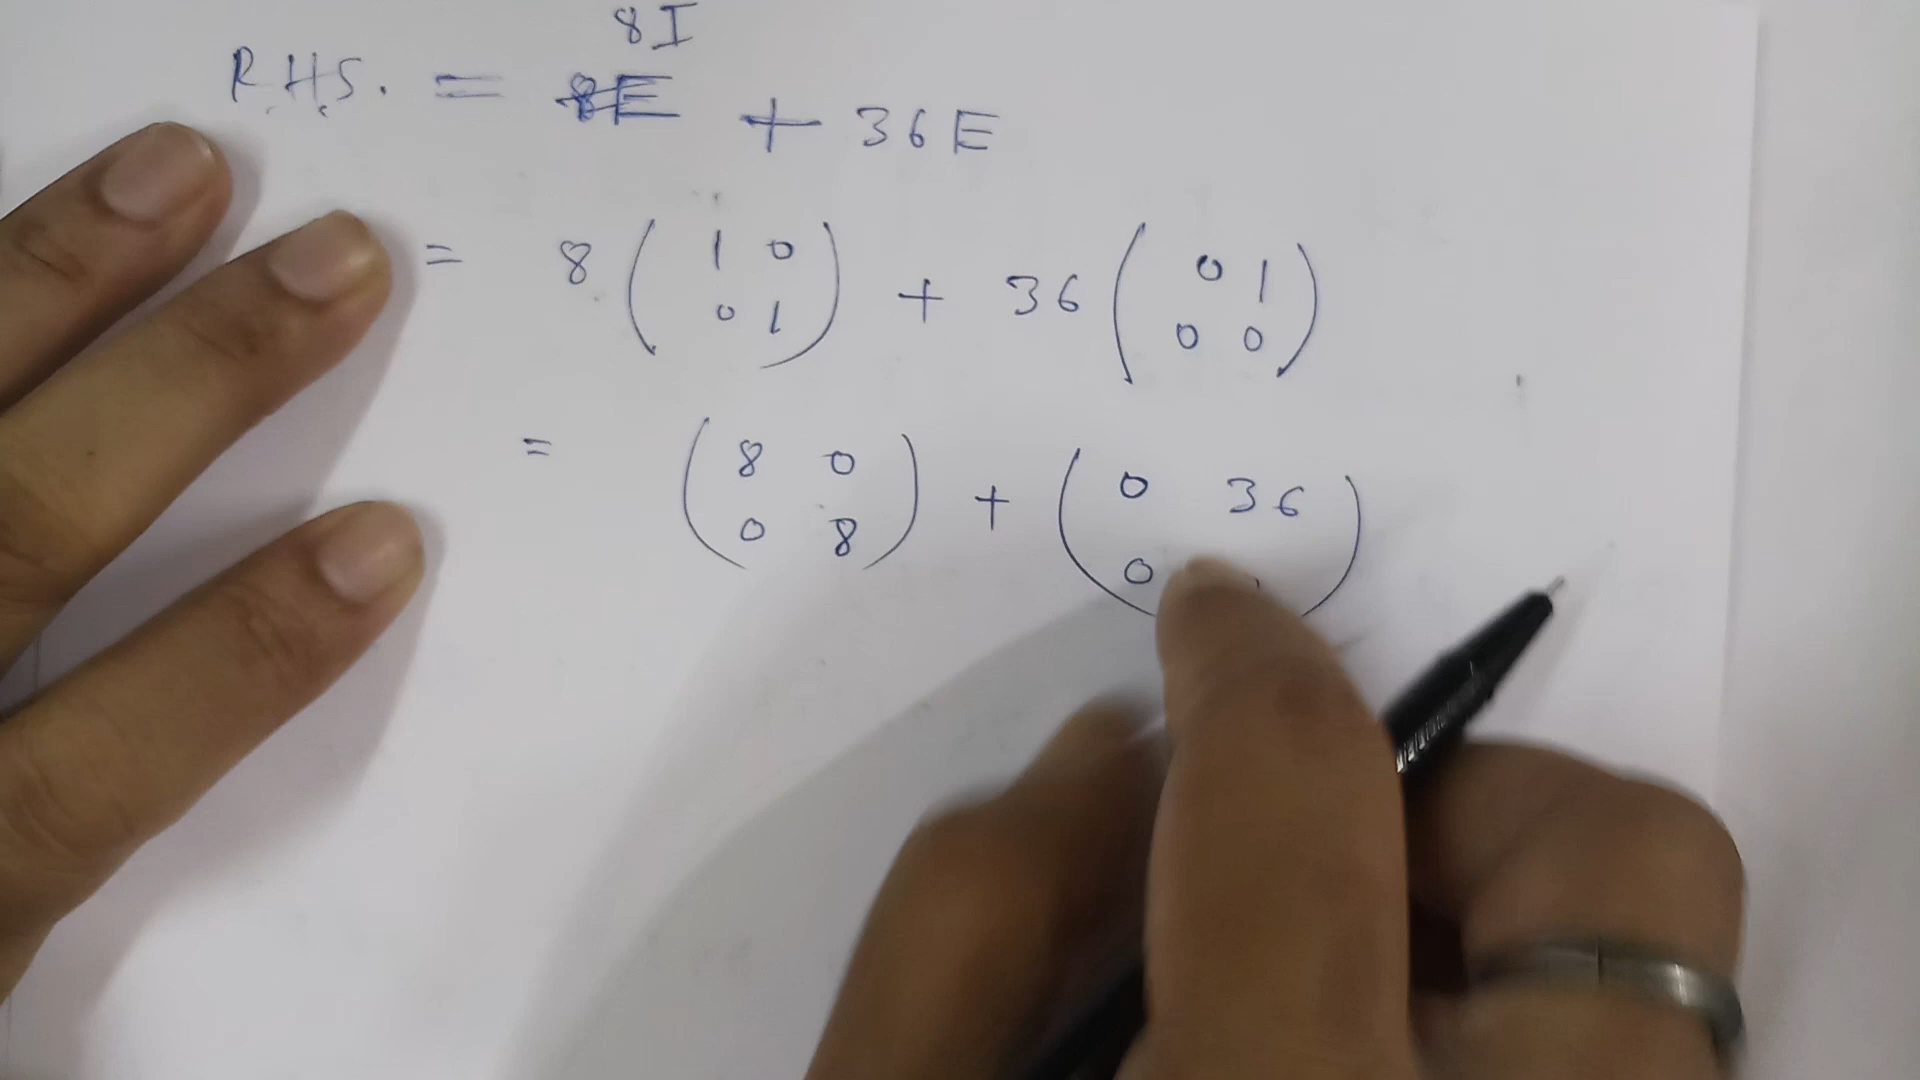 8I
R.H.S. = 8E + 36E
= 8 ( 1 0 ) + 36 ( 0 1 )
0 1 0 0
= ( 8 0 ) + ( 0 36 )
0 8 0